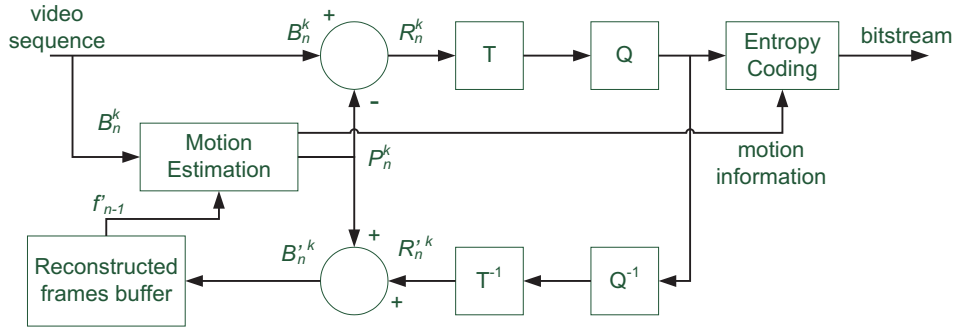 video
sequence
B_n^k
+
R_n^k
T
Q
Entropy
Coding
bitstream
-
B_n^k
Motion
Estimation
P_n^k
motion
information
f'_{n-1}
+
Reconstructed
frames buffer
B'_n^k
R'_n^k
+
T^{-1}
Q^{-1}